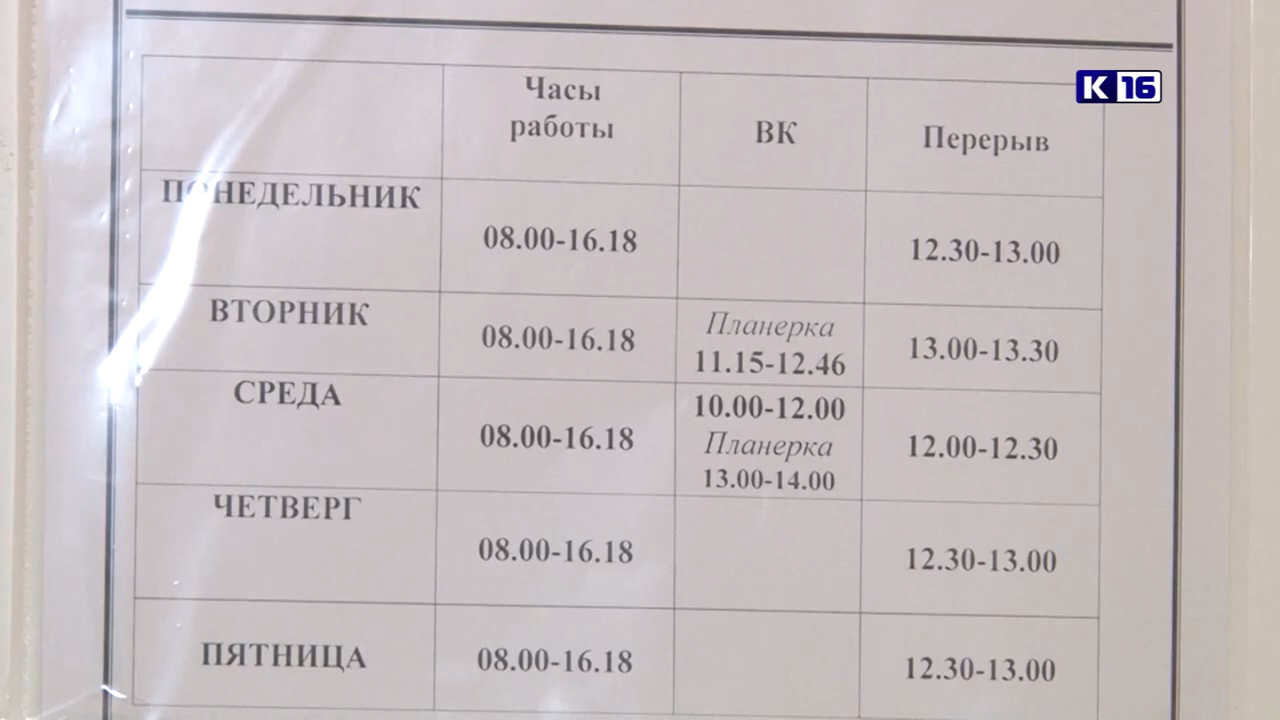 К 16
Часы
работы
ВК
Перерыв
ПОНЕДЕЛЬНИК
08.00-16.18
12.30-13.00
ВТОРНИК
08.00-16.18
Планерка
11.15-12.46
13.00-13.30
СРЕДА
08.00-16.18
10.00-12.00
Планерка
13.00-14.00
12.00-12.30
ЧЕТВЕРГ
08.00-16.18
12.30-13.00
ПЯТНИЦА
08.00-16.18
12.30-13.00